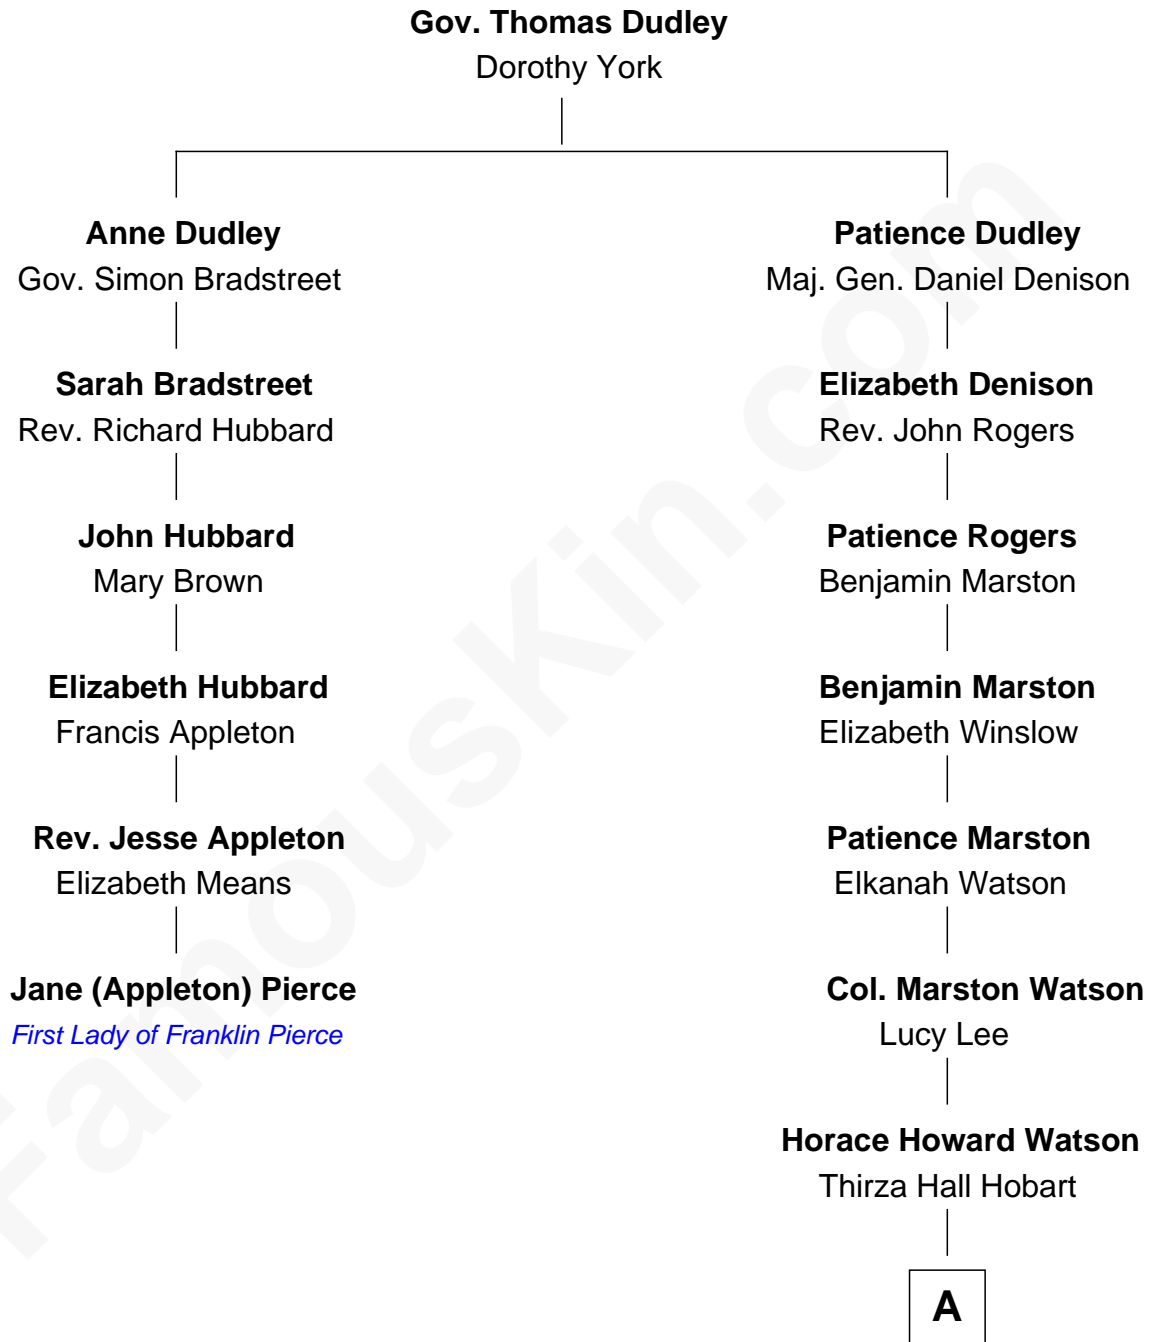 Gov. Thomas Dudley
Dorothy York
Anne Dudley
Gov. Simon Bradstreet
Sarah Bradstreet
Rev. Richard Hubbard
John Hubbard
Mary Brown
Elizabeth Hubbard
Francis Appleton
Rev. Jesse Appleton
Elizabeth Means
Jane (Appleton) Pierce
First Lady of Franklin Pierce
Patience Dudley
Maj. Gen. Daniel Denison
Elizabeth Denison
Rev. John Rogers
Patience Rogers
Benjamin Marston
Benjamin Marston
Elizabeth Winslow
Patience Marston
Elkanah Watson
Col. Marston Watson
Lucy Lee
Horace Howard Watson
Thirza Hall Hobart
A
FamousKin.com